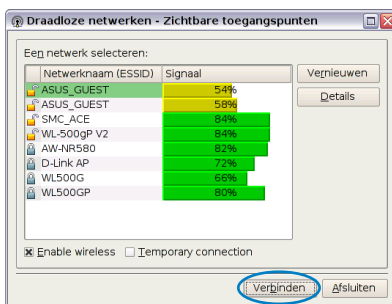 Draadloze netwerken - Zichtbare toegangspunten
Een netwerk selecteren:
Netwerknaam (ESSID) Signaal
ASUS_GUEST 54%
ASUS_GUEST 58%
SMC_ACE 84%
WL-500gP V2 84%
AW-NR580 82%
D-Link AP 72%
WL500G 66%
WL500GP 80%
Vernieuwen
Details
Enable wireless Temporary connection
Verbinden Afsluiten